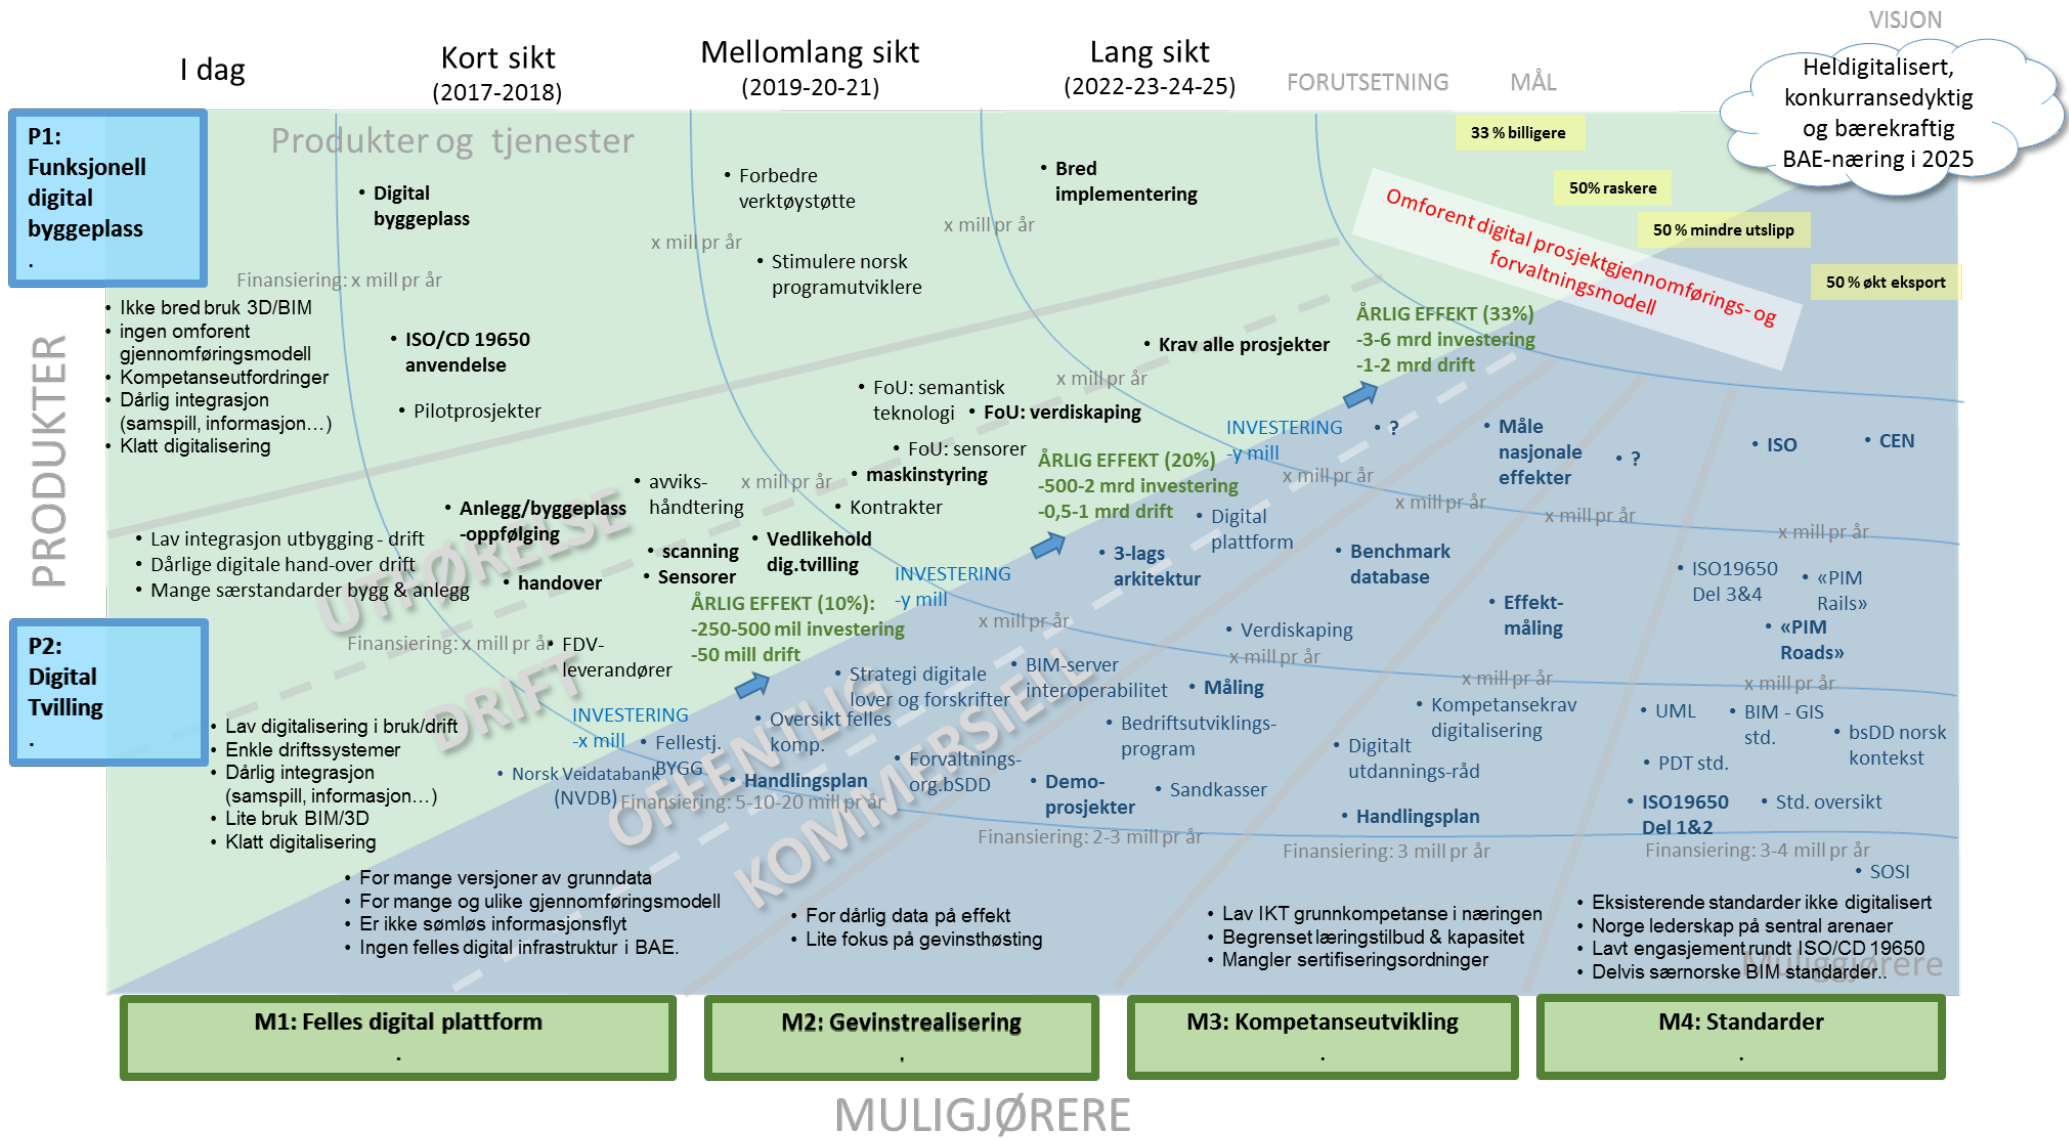 VISJON
I dag
Kort sikt
(2017-2018)
Mellomlang sikt
(2019-20-21)
Lang sikt
(2022-23-24-25)
FORUTSETNING
MÅL
Heldigitalisert,
konkurransedyktig
og bærekraftig
BAE-næring i 2025
P1:
Funksjonell
digital
byggeplass
.
Produkter og tjenester
• Digital
byggeplass
• Forbedre
verktøystøtte
• Bred
implementering
33 % billigere
50% raskere
50 % mindre utslipp
50 % økt eksport
Omforent digital prosjektgjennomførings- og
forvaltningsmodell
x mill pr år
x mill pr år
• Stimulere norsk
programutviklere
Finansiering: x mill pr år
PRODUKTER
• Ikke bred bruk 3D/BIM
• ingen omforent
gjennomføringsmodell
• Kompetanseutfordringer
• Dårlig integrasjon
(samspill, informasjon…)
• Klatt digitalisering
• ISO/CD 19650
anvendelse
• Pilotprosjekter
• Krav alle prosjekter
ÅRLIG EFFEKT (33%)
-3-6 mrd investering
-1-2 mrd drift
x mill pr år
• FoU: semantisk
teknologi
• FoU: verdiskaping
• FoU: sensorer
• maskinstyring
• Kontrakter
INVESTERING
-y mill
• ?
• Måle
nasjonale
effekter
• ?
• ISO
• CEN
ÅRLIG EFFEKT (20%)
-500-2 mrd investering
-0,5-1 mrd drift
x mill pr år
x mill pr år
x mill pr år
x mill pr år
x mill pr år
• avviks-
håndtering
• Anlegg/byggeplass
-oppfølging
• scanning
• Sensorer
• Vedlikehold
dig.tvilling
• handover
• Lav integrasjon utbygging - drift
• Dårlige digitale hand-over drift
• Mange særstandarder bygg & anlegg
UTFØRELSE
• Digital
plattform
• 3-lags
arkitektur
• Benchmark
database
• ISO19650
Del 3&4
• «PIM
Rails»
• «PIM
Roads»
• Effekt-
måling
INVESTERING
-y mill
ÅRLIG EFFEKT (10%):
-250-500 mil investering
-50 mill drift
x mill pr år
• Verdiskaping
x mill pr år
x mill pr år
x mill pr år
P2:
Digital
Tvilling
.
Finansiering: x mill pr år
• FDV-
leverandører
DRIFT
• Strategi digitale
lover og forskrifter
• BIM-server
interoperabilitet
• Måling
• Lav digitalisering i bruk/drift
• Enkle driftssystemer
• Dårlig integrasjon
(samspill, informasjon…)
• Lite bruk BIM/3D
• Klatt digitalisering
INVESTERING
-x mill
• Fellestj.
BYGG
• Oversikt felles
komp.
• Norsk Veidatabank
(NVDB)
• Handlingsplan
• Forvaltnings-
org.bSDD
Finansiering: 5-10-20 mill pr år
OFFENTLIG
KOMMERSIELL
• Bedriftsutviklings-
program
• Demo-
prosjekter
• Sandkasser
Finansiering: 2-3 mill pr år
• Kompetansekrav
digitalisering
• Digitalt
utdannings-råd
• Handlingsplan
Finansiering: 3 mill pr år
• UML
• BIM - GIS
std.
• bsDD norsk
kontekst
• PDT std.
• ISO19650
Del 1&2
• Std. oversikt
Finansiering: 3-4 mill pr år
• SOSI
• For mange versjoner av grunndata
• For mange og ulike gjennomføringsmodell
• Er ikke sømløs informasjonsflyt
• Ingen felles digital infrastruktur i BAE.
• For dårlig data på effekt
• Lite fokus på gevinsthøsting
• Lav IKT grunnkompetanse i næringen
• Begrenset læringstilbud & kapasitet
• Mangler sertifiseringsordninger
• Eksisterende standarder ikke digitalisert
• Norge lederskap på sentral arenaer
• Lavt engasjement rundt ISO/CD 19650
• Delvis særnorske BIM standarder..
Muliggjørere
M1: Felles digital plattform
.
M2: Gevinstrealisering
,
M3: Kompetanseutvikling
.
M4: Standarder
.
MULIGJØRERE